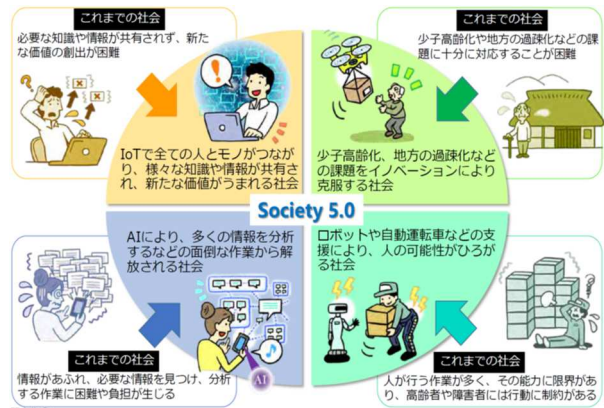 これまでの社会
必要な知識や情報が共有されず、新た
な価値の創出が困難
これまでの社会
少子高齢化や地方の過疎化などの課
題に十分に対応することが困難
IoTで全ての人とモノがつなが
り、様々な知識や情報が共有さ
れ、新たな価値がうまれる社会
少子高齢化、地方の過疎化など
の課題をイノベーションにより
克服する社会
Society 5.0
AIにより、多くの情報を分析
するなどの面倒な作業から解
放される社会
ロボットや自動運転車などの支
援により、人の可能性がひろ
がる社会
AI
これまでの社会
情報があふれ、必要な情報を見つけ、分析
する作業に困難や負担が生じる
これまでの社会
人が行う作業が多く、その能力に限界があ
り、高齢者や障害者には行動に制約がある